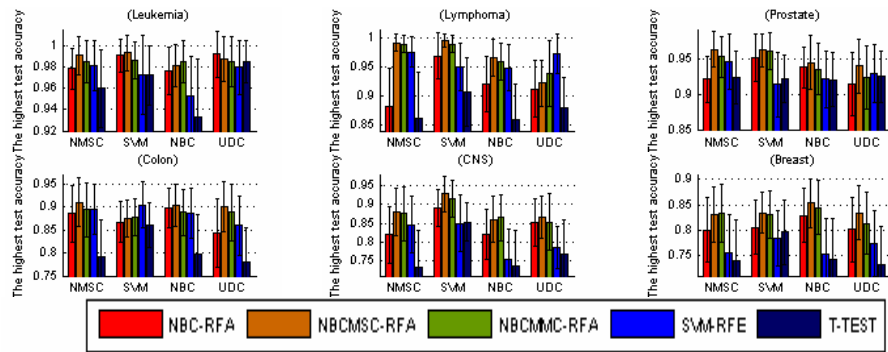 (Leukemia) (Lymphoma) (Prostate)
The highest test accuracy
1
0.98
0.96
0.94
0.92
NMSC SVM NBC UDC
The highest test accuracy
1
0.95
0.9
0.85
NMSC SVM NBC UDC
The highest test accuracy
0.95
0.9
0.85
NMSC SVM NBC UDC
(Colon) (CNS) (Breast)
The highest test accuracy
0.95
0.9
0.85
0.8
0.75
NMSC SVM NBC UDC
The highest test accuracy
0.95
0.9
0.85
0.8
0.75
NMSC SVM NBC UDC
The highest test accuracy
0.9
0.85
0.8
0.75
NMSC SVM NBC UDC
NBC-RFA NBCMSC-RFA NBCMMC-RFA SVM-RFE T-TEST